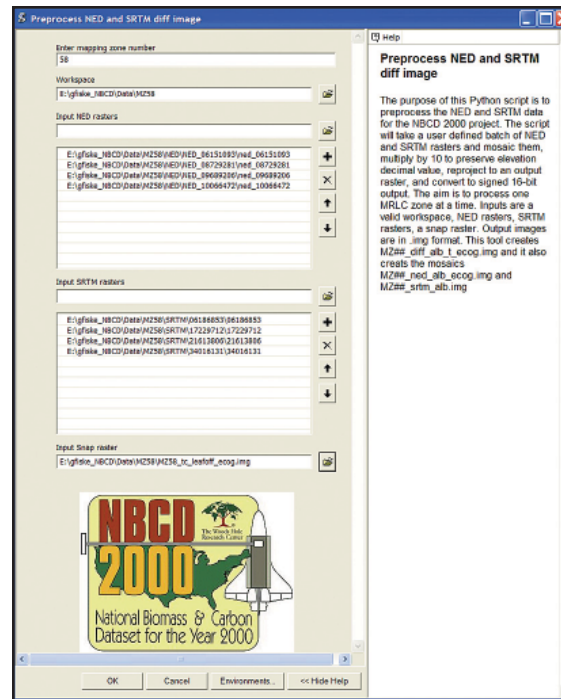 Preprocess NED and SRTM diff image
Enter mapping zone number
58
Workspace
E:\gfiske_NBCD\Data\MZ58
Input NED rasters
E:\gfiske_NBCD\Data\MZ58\NED\NED_06151093\ned_06151093
E:\gfiske_NBCD\Data\MZ58\NED\NED_08729281\ned_08729281
E:\gfiske_NBCD\Data\MZ58\NED\NED_09689206\ned_09689206
E:\gfiske_NBCD\Data\MZ58\NED\NED_10066472\ned_10066472
Input SRTM rasters
E:\gfiske_NBCD\Data\MZ58\SRTM\06186853\06186853
E:\gfiske_NBCD\Data\MZ58\SRTM\17229712\17229712
E:\gfiske_NBCD\Data\MZ58\SRTM\21613806\21613806
E:\gfiske_NBCD\Data\MZ58\SRTM\34016131\34016131
Input Snap raster
E:\gfiske_NBCD\Data\MZ58\MZ58_tc_leafoff_ecog.img
NBCD
The Woods Hole
Research Center
2000
National Biomass & Carbon
Dataset for the Year 2000
OK
Cancel
Environments...
<< Hide Help
Help
Preprocess NED and SRTM
diff image
The purpose of this Python script is to
preprocess the NED and SRTM data
for the NBCD 2000 project. The script
will take a user defined batch of NED
and SRTM rasters and mosaic them,
multiply by 10 to preserve elevation
decimal value, reproject to an output
raster, and convert to signed 16-bit
output. The aim is to process one
MRLC zone at a time. Inputs are a
valid workspace, NED rasters, SRTM
rasters, a snap raster. Output images
are in .img format. This tool creates
MZ##_diff_alb_t_ecog.img and it also
creats the mosaics
MZ##_ned_alb_ecog.img and
MZ##_srtm_alb.img